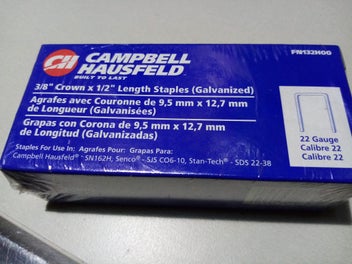 CAMPBELL
HAUSFELD
BUILT TO LAST
FN132H00
3/8" Crown x 1/2" Length Staples (Galvanized)
Agrafes avec Couronne de 9,5 mm x 12,7 mm
de Longueur (Galvanisées)
Grapas con Corona de 9,5 mm x 12,7 mm
de Longitud (Galvanizadas)
Staples For Use In: Agrafes Pour: Grapas Para:
Campbell Hausfeld® - SN162H, Senco® - SJS CO6-10, Stan-Tech® - SDS 22-38
22 Gauge
Calibre 22
Calibre 22